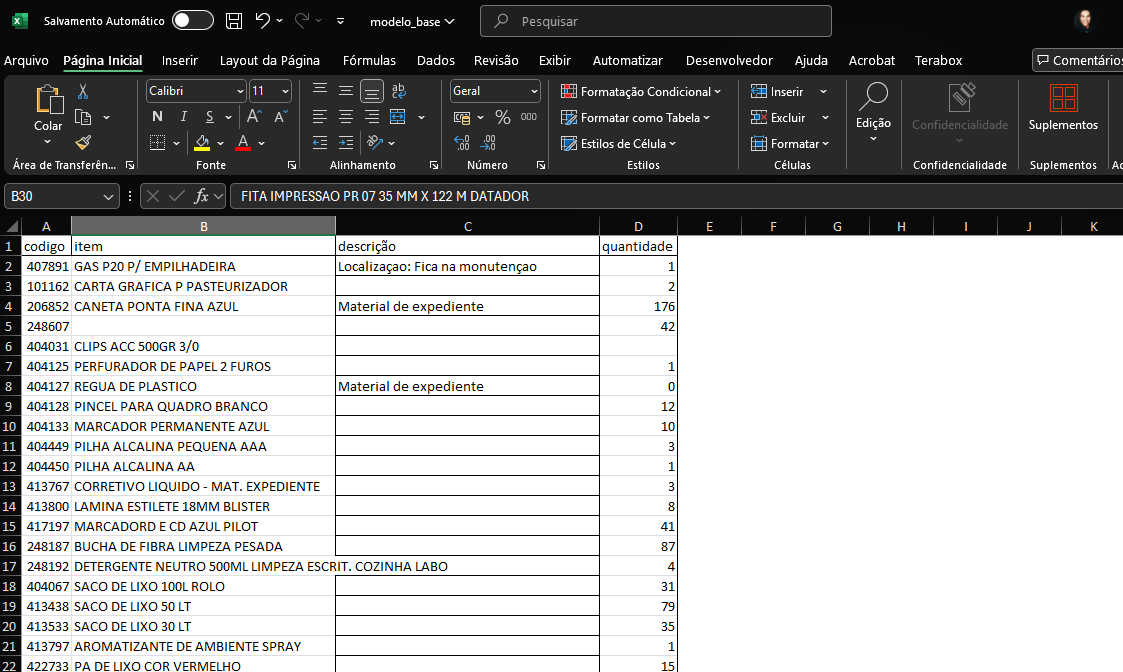 Salvamento Automático modelo_base Pesquisar
Arquivo Página Inicial Inserir Layout da Página Fórmulas Dados Revisão Exibir Automatizar Desenvolvedor Ajuda Acrobat Terabox Comentários
Calibri 11 Geral Formatação Condicional Inserir
Colar N I S A A % 000 Formatar como Tabela Excluir Edição Confidencialidade Suplementos
A Estilos de Célula Formatar
Área de Transferên... Fonte Alinhamento Número Estilos Células Confidencialidade Suplementos
B30 fx FITA IMPRESSAO PR 07 35 MM X 122 M DATADOR
A B C D E F G H I J K
1 codigo item descrição quantidade
2 407891 GAS P20 P/ EMPILHADEIRA Localizaçao: Fica na monutençao 1
3 101162 CARTA GRAFICA P PASTEURIZADOR 2
4 206852 CANETA PONTA FINA AZUL Material de expediente 176
5 248607 42
6 404031 CLIPS ACC 500GR 3/0
7 404125 PERFURADOR DE PAPEL 2 FUROS 1
8 404127 REGUA DE PLASTICO Material de expediente 0
9 404128 PINCEL PARA QUADRO BRANCO 12
10 404133 MARCADOR PERMANENTE AZUL 10
11 404449 PILHA ALCALINA PEQUENA AAA 3
12 404450 PILHA ALCALINA AA 1
13 413767 CORRETIVO LIQUIDO - MAT. EXPEDIENTE 3
14 413800 LAMINA ESTILETE 18MM BLISTER 8
15 417197 MARCADORD E CD AZUL PILOT 41
16 248187 BUCHA DE FIBRA LIMPEZA PESADA 87
17 248192 DETERGENTE NEUTRO 500ML LIMPEZA ESCRIT. COZINHA LABO 4
18 404067 SACO DE LIXO 100L ROLO 31
19 413438 SACO DE LIXO 50 LT 79
20 413533 SACO DE LIXO 30 LT 35
21 413797 AROMATIZANTE DE AMBIENTE SPRAY 1
22 422733 PA DE LIXO COR VERMELHO 15